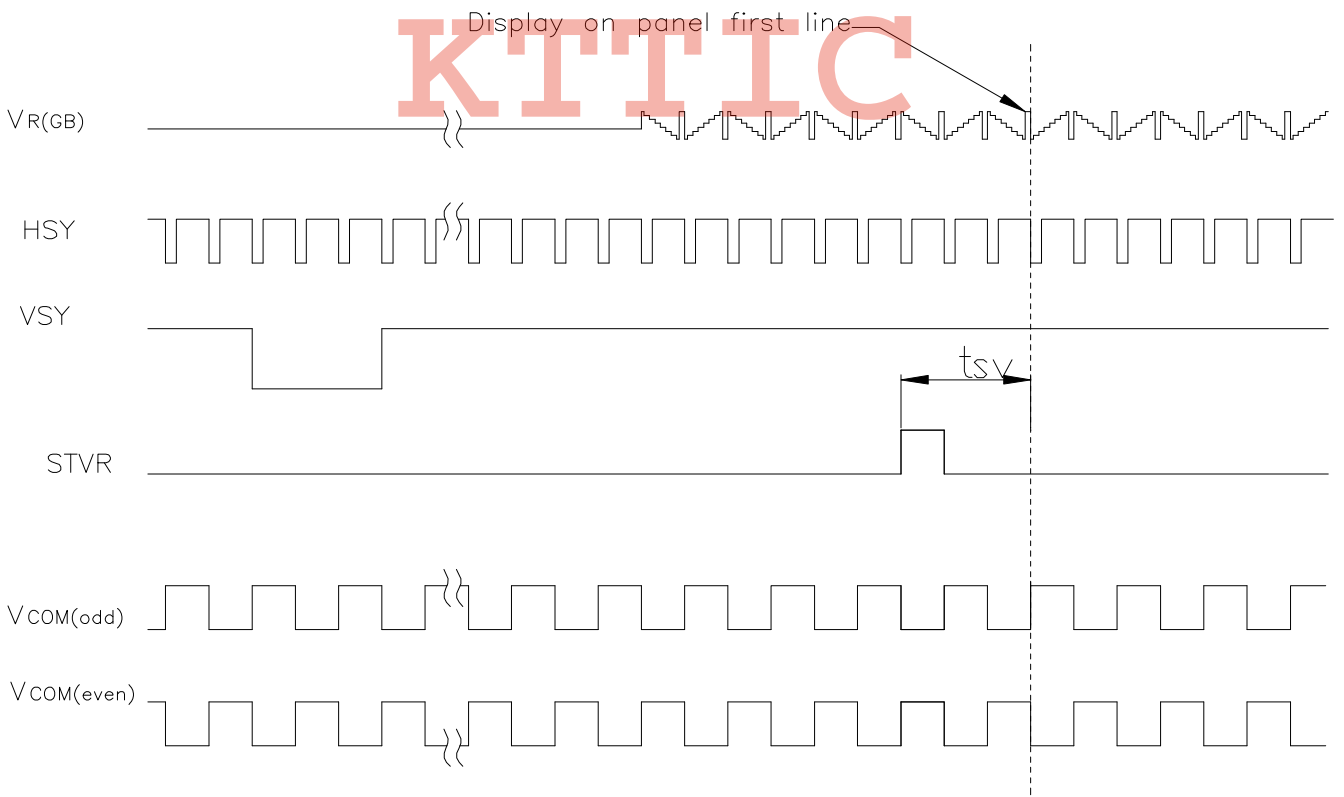 KTTIC
Display on panel first line
VR(GB)
HSY
VSY
tsv
STVR
VCOM(odd)
VCOM(even)